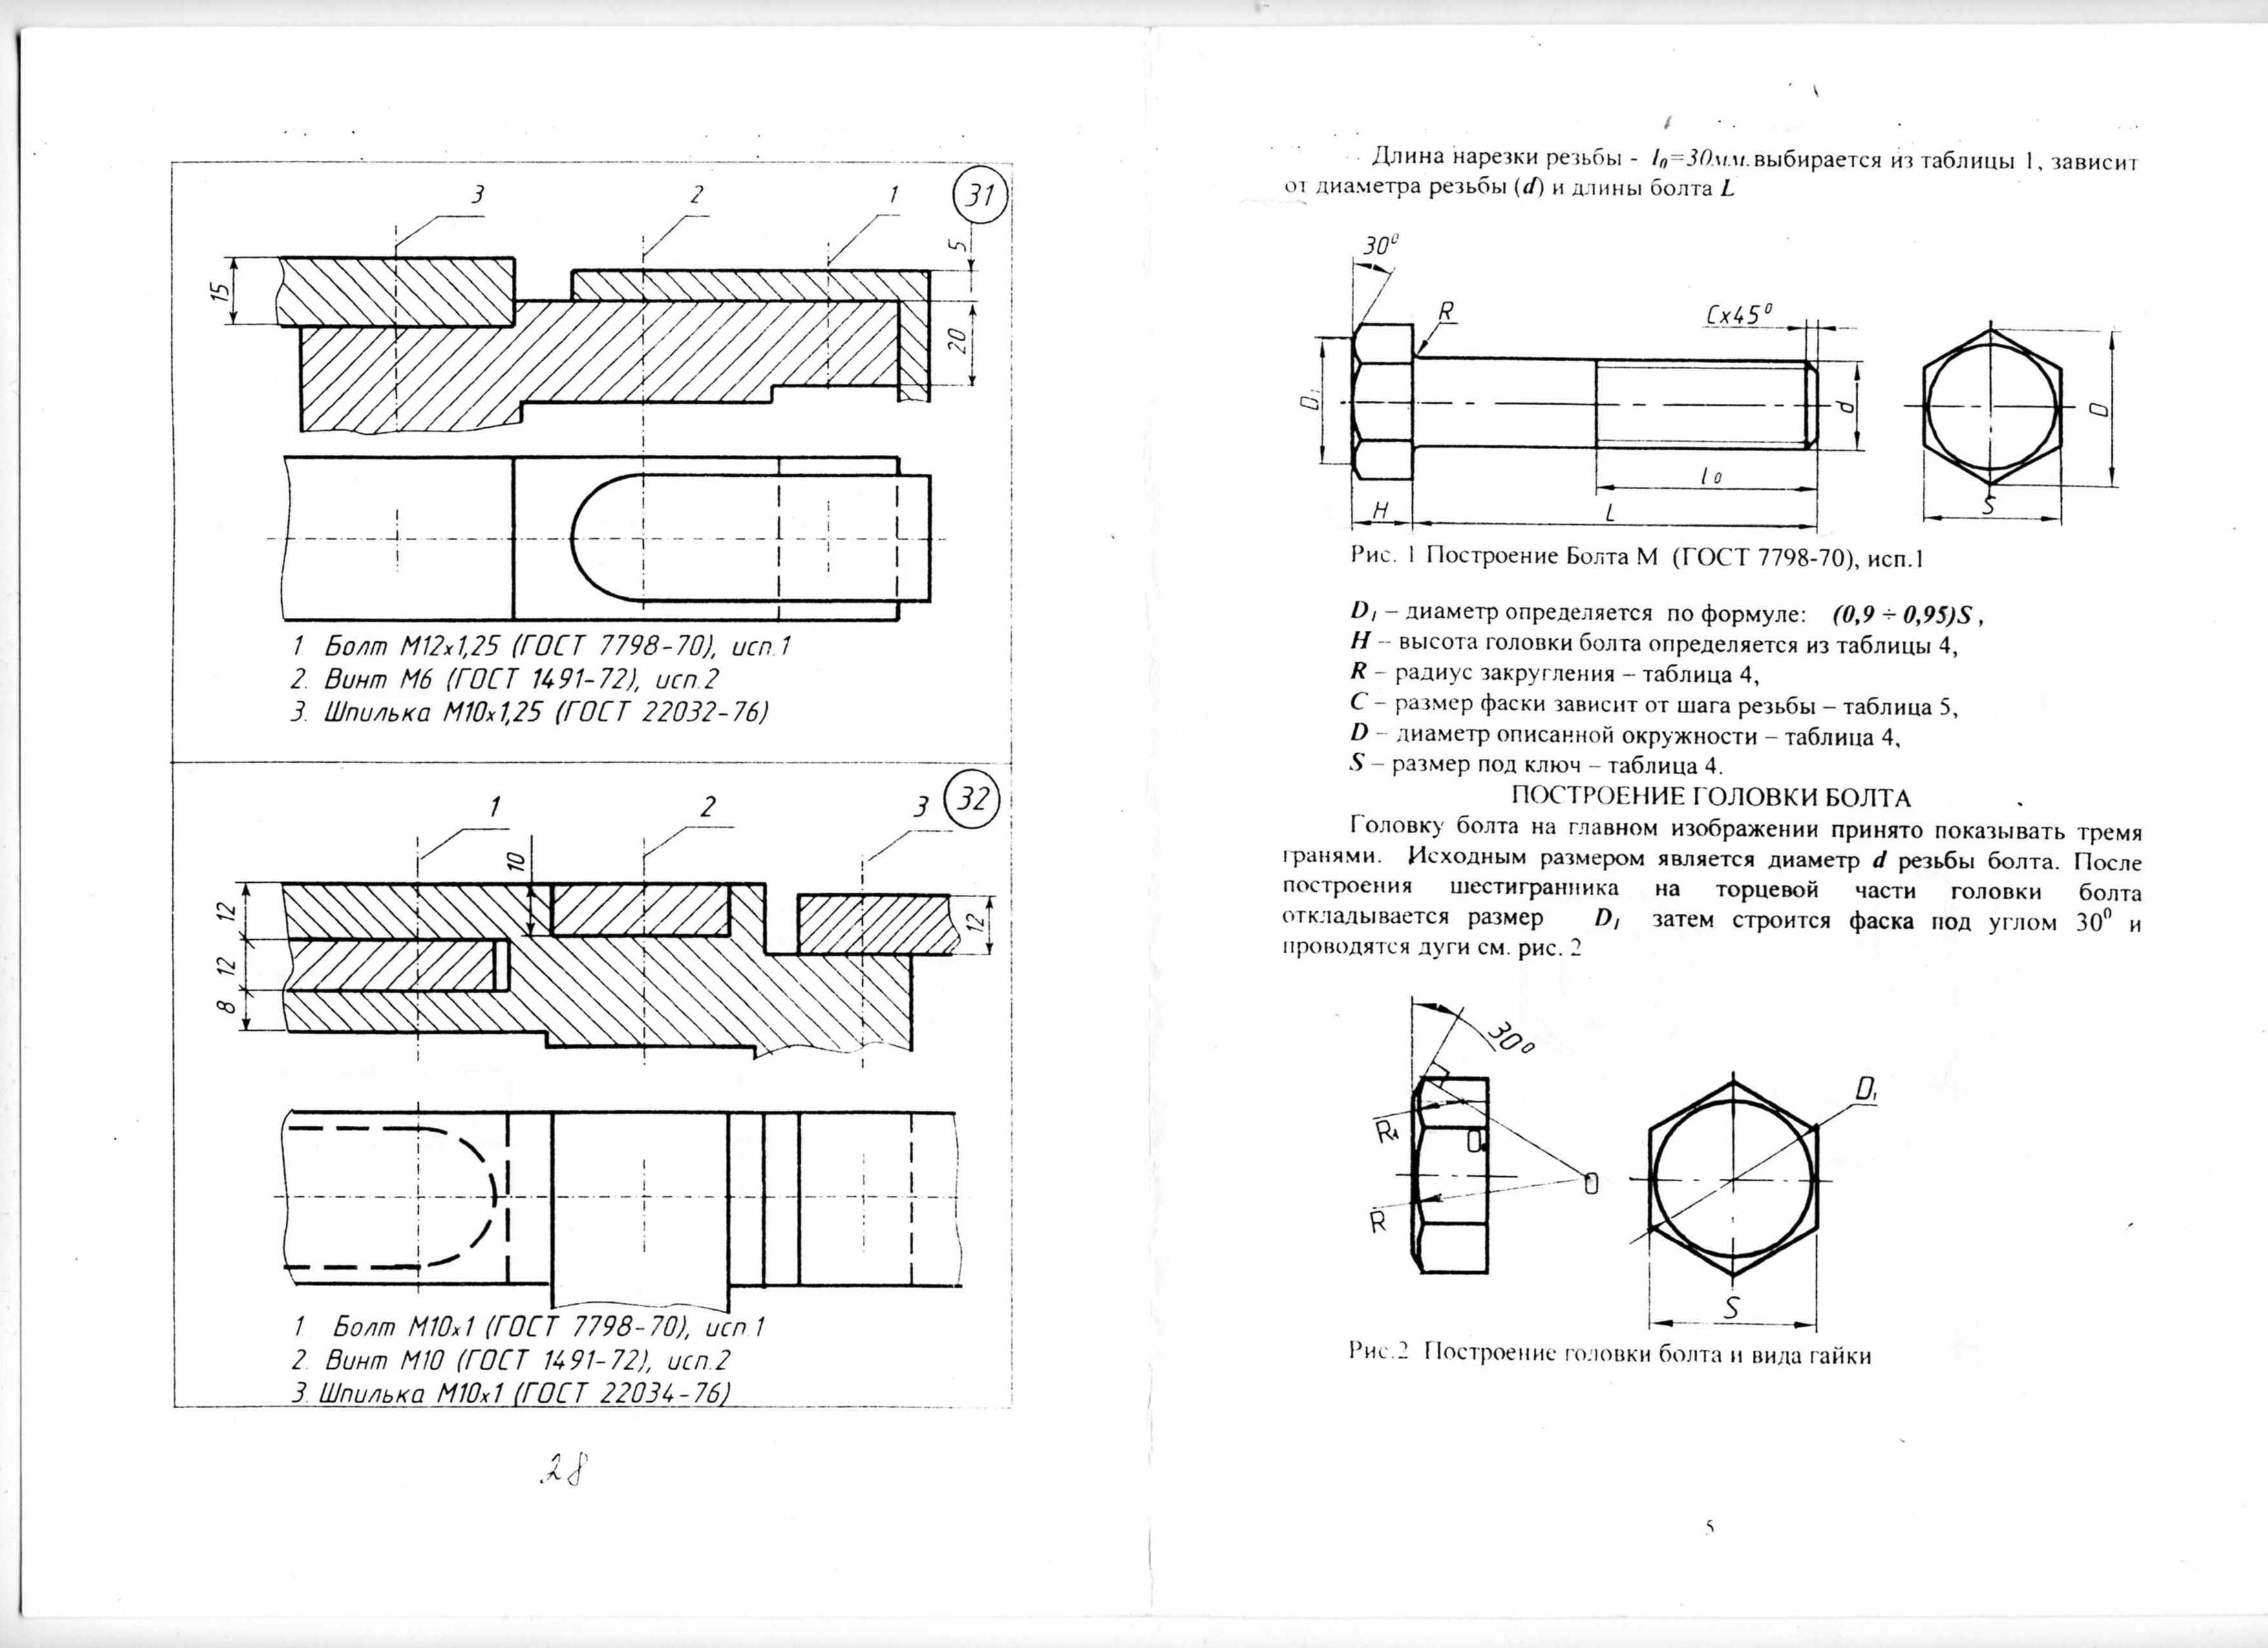 3 2 1 31
5
15
20
1 Болт М12х1,25 (ГОСТ 7798-70), исп.1
2. Винт М6 (ГОСТ 1491-72), исп.2
3. Шпилька М10х1,25 (ГОСТ 22032-76)
1 2 3 32
10
12
12
12
8
1 Болт М10х1 (ГОСТ 7798-70), исп.1
2. Винт М10 (ГОСТ 1491-72), исп.2
3. Шпилька М10х1 (ГОСТ 22034-76)
28
Длина нарезки резьбы - l₀=30мм. выбирается из таблицы 1, зависит
от диаметра резьбы (d) и длины болта L
30⁰
R
Cx45⁰
D₁
d
D
l₀
H
L
S
Рис. 1 Построение Болта М (ГОСТ 7798-70), исп.1
D₁ – диаметр определяется по формуле: (0,9 ÷ 0,95)S ,
H – высота головки болта определяется из таблицы 4,
R – радиус закругления – таблица 4,
C – размер фаски зависит от шага резьбы – таблица 5,
D – диаметр описанной окружности – таблица 4,
S – размер под ключ – таблица 4.
ПОСТРОЕНИЕ ГОЛОВКИ БОЛТА
Головку болта на главном изображении принято показывать тремя
гранями. Исходным размером является диаметр d резьбы болта. После
построения шестигранника на торцевой части головки болта
откладывается размер D₁ затем строится фаска под углом 30⁰ и
проводятся дуги см. рис. 2
30⁰
D₁
R₁
O₁
O
R
S
Рис.2 Построение головки болта и вида гайки
5